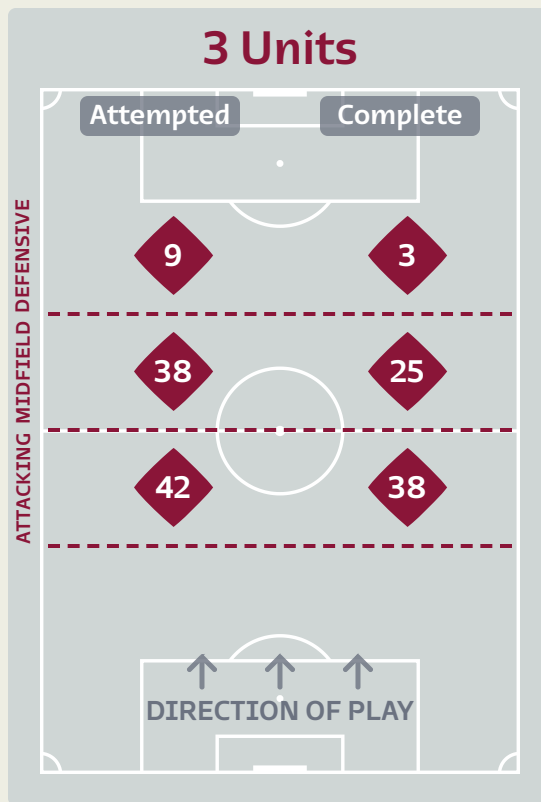 3 Units
Attempted Complete
ATTACKING MIDFIELD DEFENSIVE
9 3
38 25
42 38
DIRECTION OF PLAY